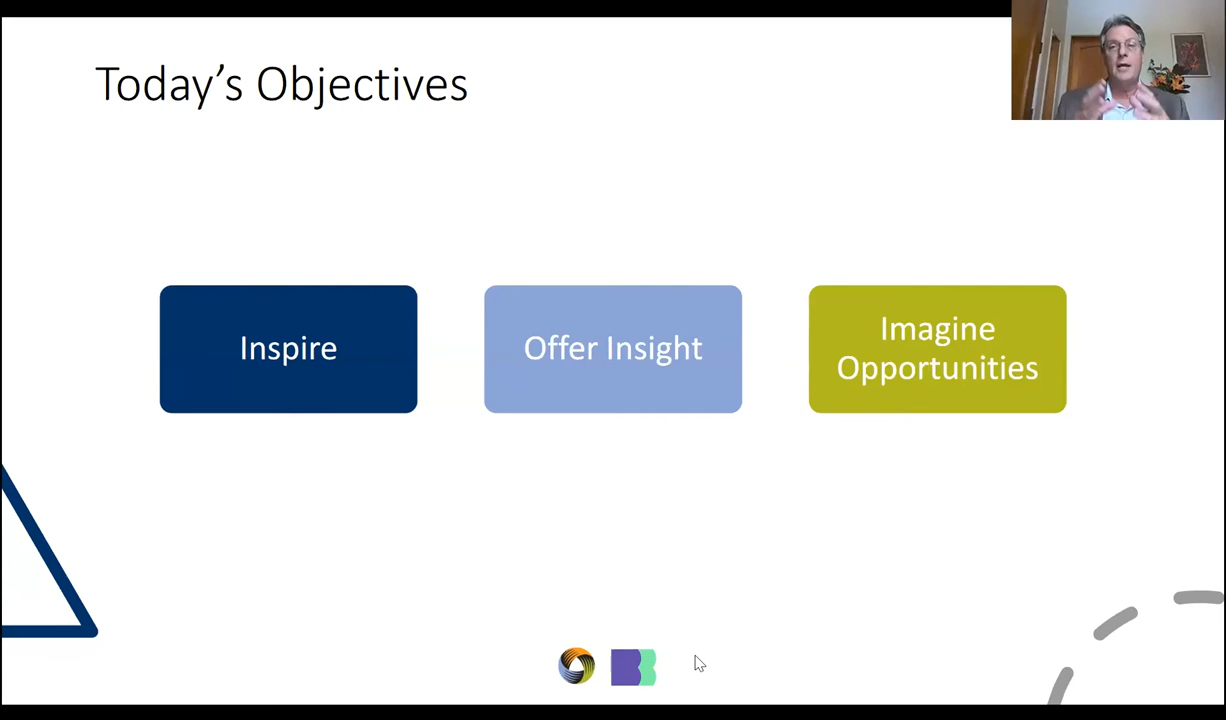 Today's Objectives
Inspire
Offer Insight
Imagine
Opportunities